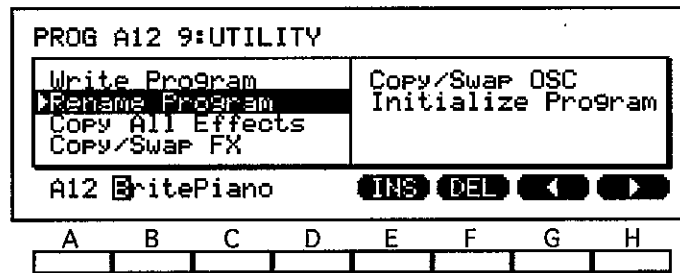 PROG A12 9:UTILITY
Write Program
▶Rename Program
Copy All Effects
Copy/Swap FX
Copy/Swap OSC
Initialize Program
A12 BritePiano INS DEL ◀ ▶
A B C D E F G H